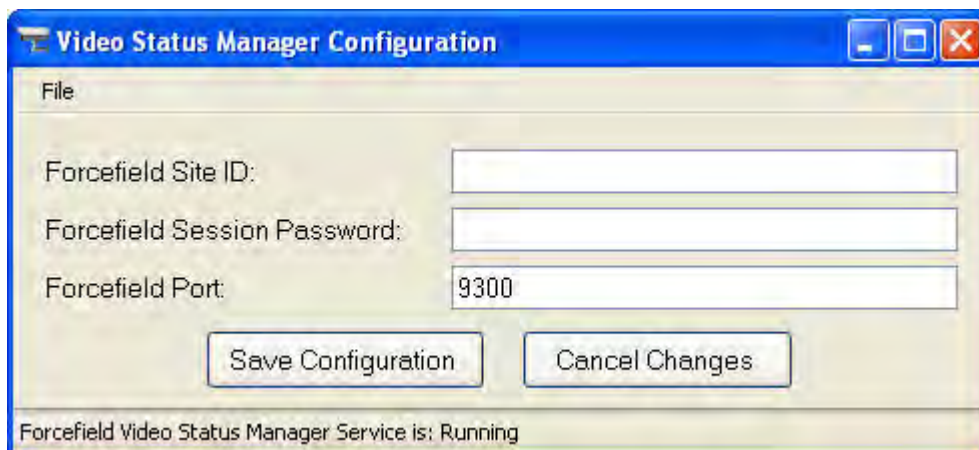 Video Status Manager Configuration
File
Forcefield Site ID:
Forcefield Session Password:
Forcefield Port: 9300
Save Configuration Cancel Changes
Forcefield Video Status Manager Service is: Running